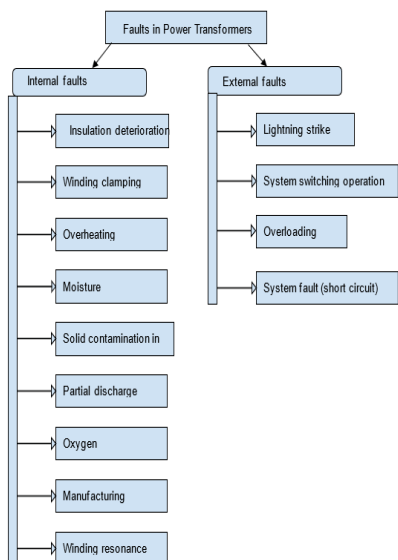 Faults in Power Transformers
Internal faults
Insulation deterioration
Winding clamping
Overheating
Moisture
Solid contamination in
Partial discharge
Oxygen
Manufacturing
Winding resonance
External faults
Lightning strike
System switching operation
Overloading
System fault (short circuit)